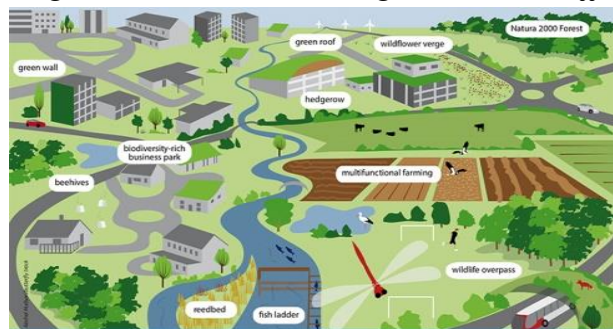 green roof
wildflower verge
Natura 2000 Forest
green wall
hedgerow
biodiversity-rich
business park
beehives
multifunctional farming
wildlife overpass
reedbed
fish ladder